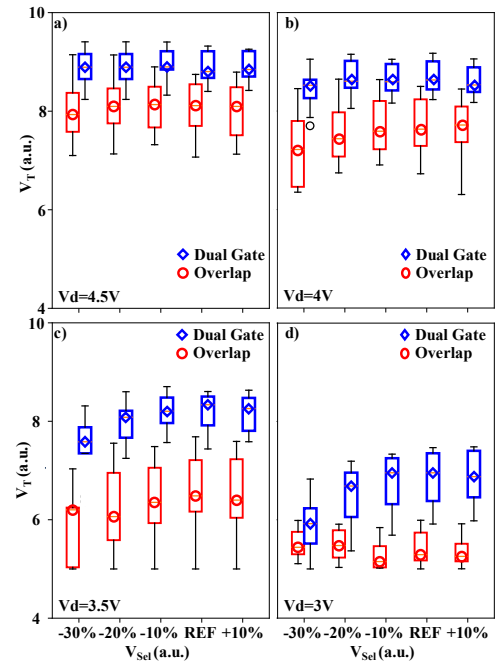 10
a)
b)
8
V_T (a.u.)
6
Dual Gate
Dual Gate
Overlap
Overlap
4
Vd=4.5V
Vd=4V
10
c)
d)
Dual Gate
Dual Gate
Overlap
Overlap
8
V_T (a.u.)
6
4
Vd=3.5V
Vd=3V
-30% -20% -10% REF +10%
-30% -20% -10% REF +10%
V_Sel (a.u.)
V_Sel (a.u.)